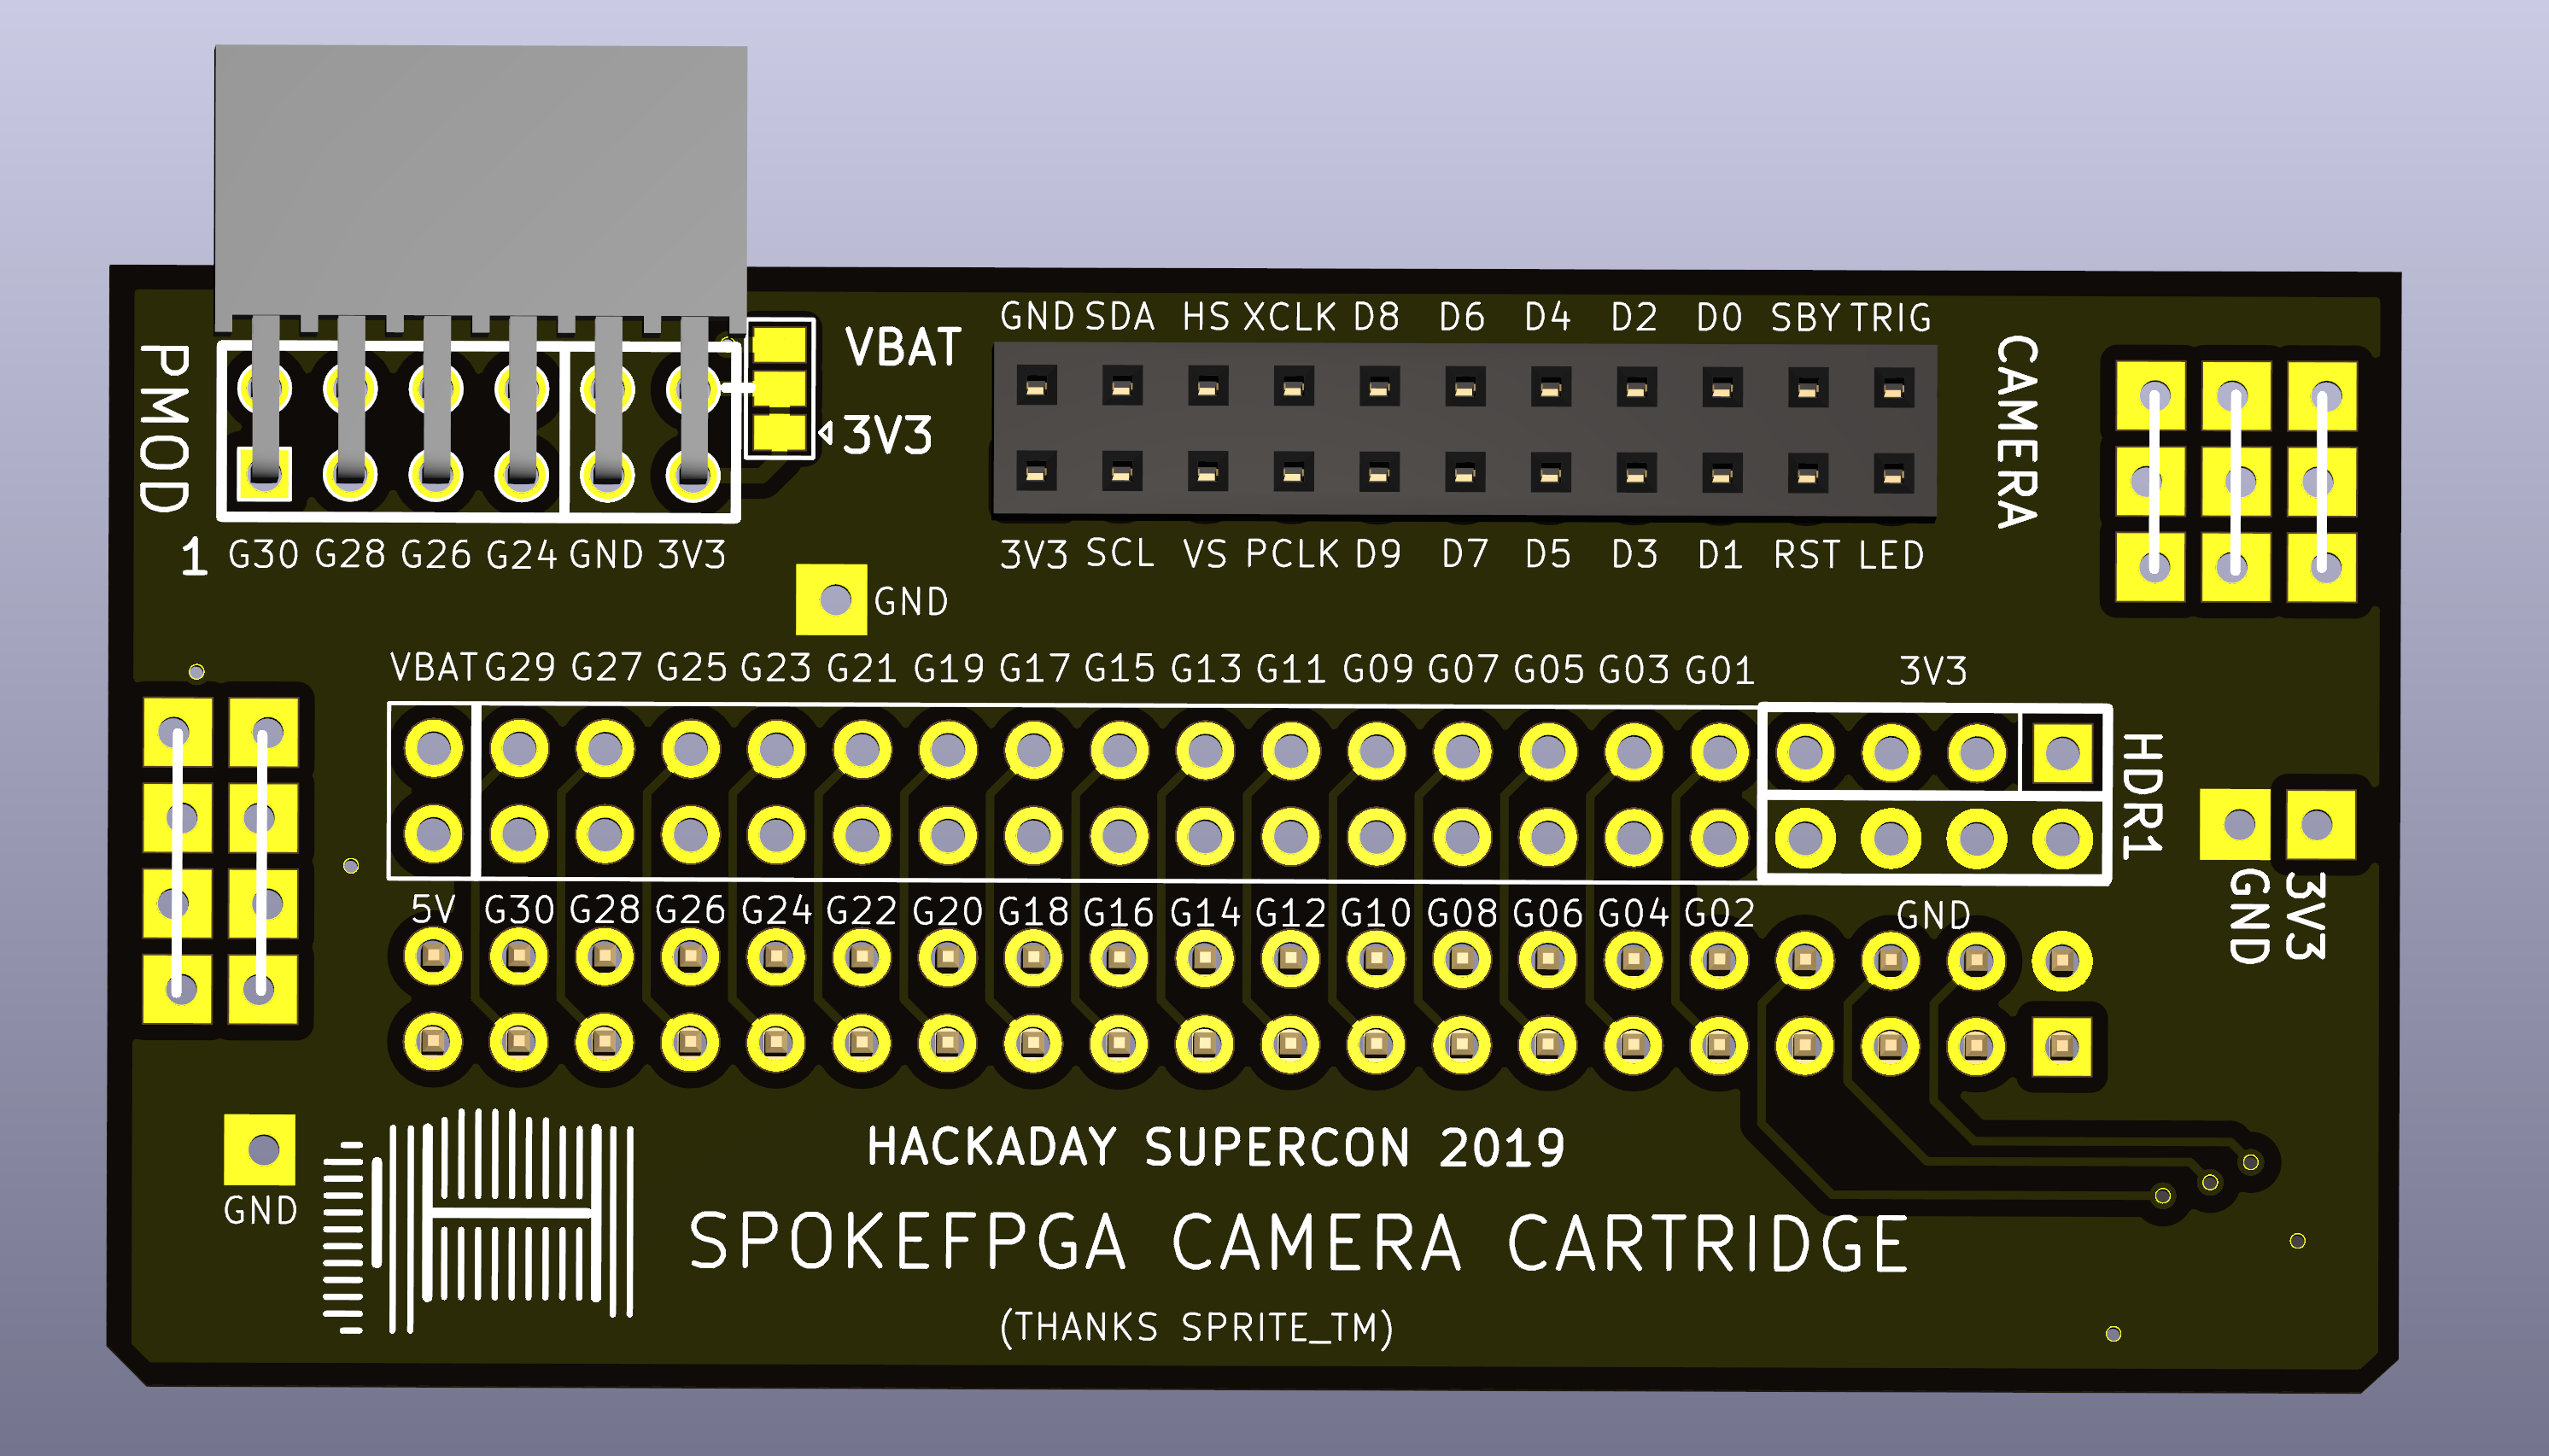 GND SDA HS XCLK D8 D6 D4 D2 D0 SBY TRIG
PMOD
VBAT
3V3
CAMERA
1 G30 G28 G26 G24 GND 3V3
3V3 SCL VS PCLK D9 D7 D5 D3 D1 RST LED
GND
VBAT G29 G27 G25 G23 G21 G19 G17 G15 G13 G11 G09 G07 G05 G03 G01 3V3
HDR1
5V G30 G28 G26 G24 G22 G20 G18 G16 G14 G12 G10 G08 G06 G04 G02 GND
GND
3V3
GND
HACKADAY SUPERCON 2019
SPOKEFPGA CAMERA CARTRIDGE
(THANKS SPRITE_TM)